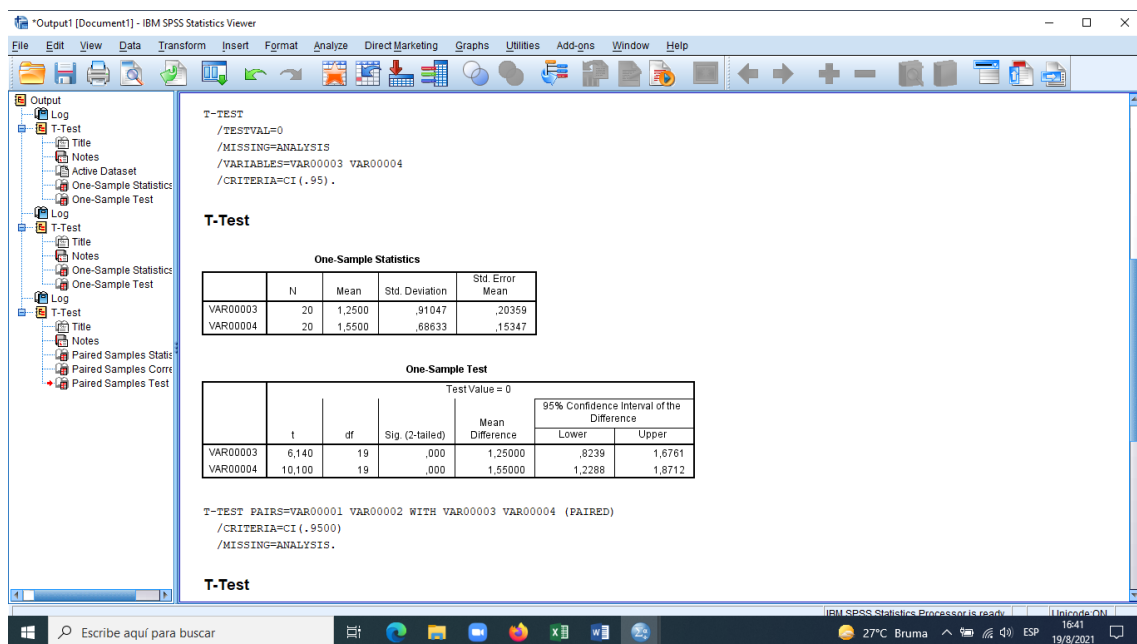 *Output1 [Document1] - IBM SPSS Statistics Viewer
File Edit View Data Transform Insert Format Analyze Direct Marketing Graphs Utilities Add-ons Window Help
Output
Log
T-Test
Title
Notes
Active Dataset
One-Sample Statistics
One-Sample Test
Log
T-Test
Title
Notes
One-Sample Statistics
One-Sample Test
Log
T-Test
Title
Notes
Paired Samples Statis
Paired Samples Corre
Paired Samples Test
T-TEST
/TESTVAL=0
/MISSING=ANALYSIS
/VARIABLES=VAR00003 VAR00004
/CRITERIA=CI(.95).
T-Test
One-Sample Statistics
N Mean Std. Deviation Std. Error Mean
VAR00003 20 1,2500 ,91047 ,20359
VAR00004 20 1,5500 ,68633 ,15347
One-Sample Test
Test Value = 0
95% Confidence Interval of the Difference
t df Sig. (2-tailed) Mean Difference Lower Upper
VAR00003 6,140 19 ,000 1,25000 ,8239 1,6761
VAR00004 10,100 19 ,000 1,55000 1,2288 1,8712
T-TEST PAIRS=VAR00001 VAR00002 WITH VAR00003 VAR00004 (PAIRED)
/CRITERIA=CI(.9500)
/MISSING=ANALYSIS.
T-Test
IBM SPSS Statistics Processor is ready Unicode:ON
Escribe aquí para buscar
27°C Bruma ESP 16:41
19/8/2021